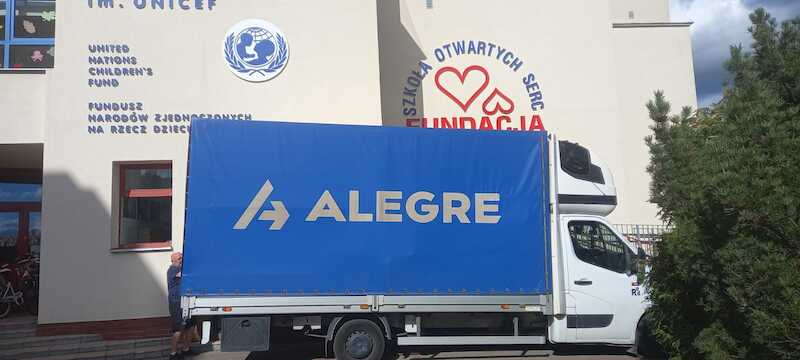 im. UNICEF
UNITED
NATIONS
CHILDREN'S
FUND
FUNDUSZ
NARODÓW ZJEDNOCZONYCH
NA RZECZ DZIECI
SZKOŁA OTWARTYCH SERC
FUNDACJA
ALEGRE